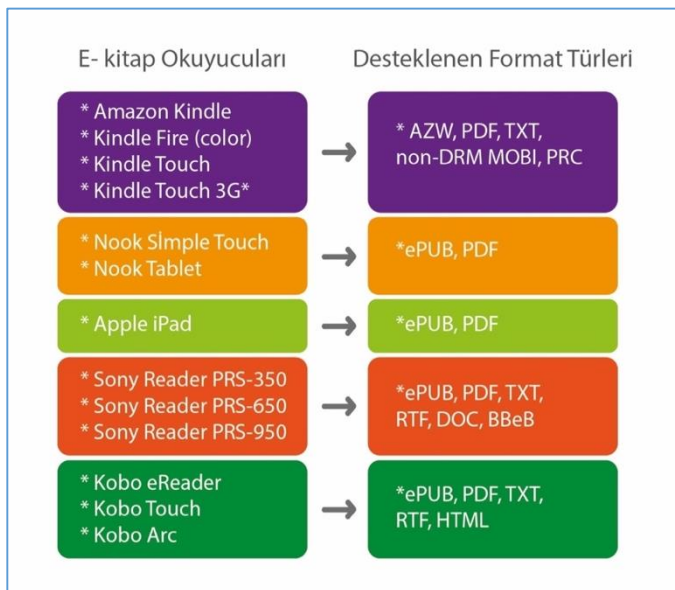 E- kitap Okuyucuları
Desteklenen Format Türleri
* Amazon Kindle
* Kindle Fire (color)
* Kindle Touch
* Kindle Touch 3G*
* AZW, PDF, TXT,
non-DRM MOBI, PRC
* Nook Sİmple Touch
* Nook Tablet
*ePUB, PDF
* Apple iPad
*ePUB, PDF
* Sony Reader PRS-350
* Sony Reader PRS-650
* Sony Reader PRS-950
*ePUB, PDF, TXT,
RTF, DOC, BBeB
* Kobo eReader
* Kobo Touch
* Kobo Arc
*ePUB, PDF, TXT,
RTF, HTML